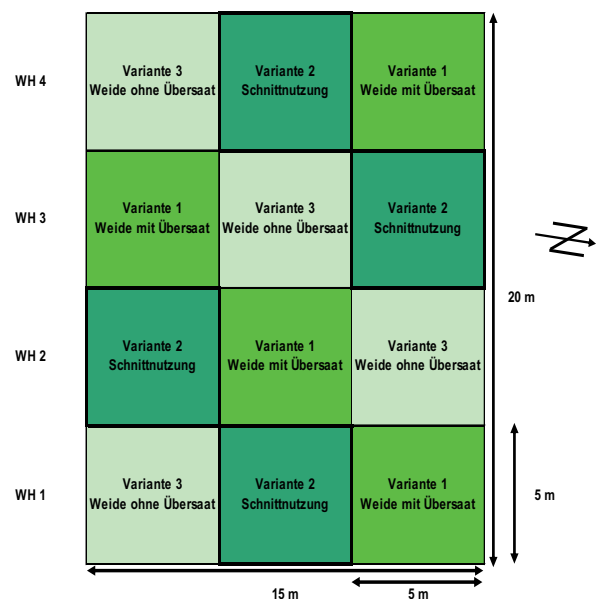 WH 4
Variante 3
Weide ohne Übersaat
Variante 2
Schnittnutzung
Variante 1
Weide mit Übersaat
WH 3
Variante 1
Weide mit Übersaat
Variante 3
Weide ohne Übersaat
Variante 2
Schnittnutzung
N
20 m
WH 2
Variante 2
Schnittnutzung
Variante 1
Weide mit Übersaat
Variante 3
Weide ohne Übersaat
WH 1
Variante 3
Weide ohne Übersaat
Variante 2
Schnittnutzung
Variante 1
Weide mit Übersaat
5 m
15 m
5 m